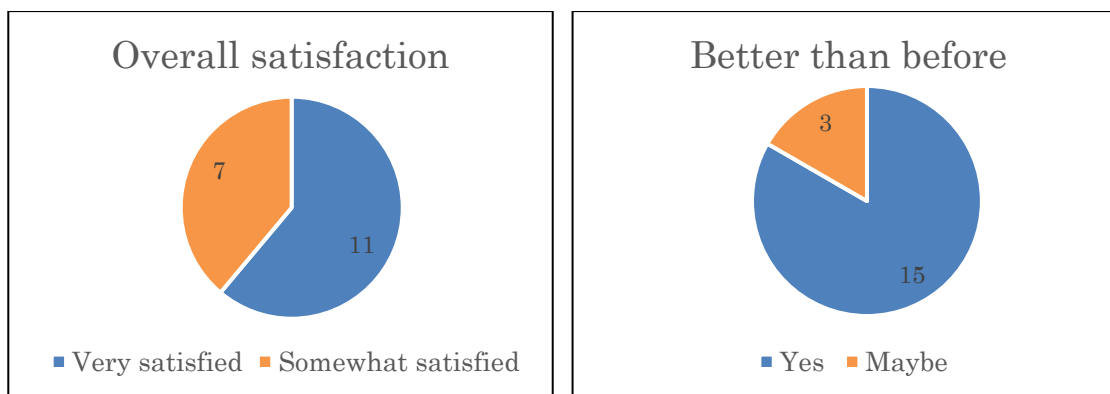 Overall satisfaction
7
11
Very satisfied Somewhat satisfied
Better than before
3
15
Yes Maybe